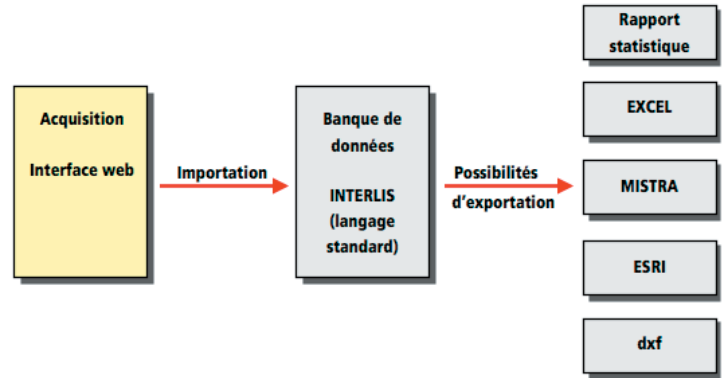 Acquisition
Interface web
Importation
Banque de
données
INTERLIS
(langage
standard)
Possibilités
d'exportation
Rapport
statistique
EXCEL
MISTRA
ESRI
dxf